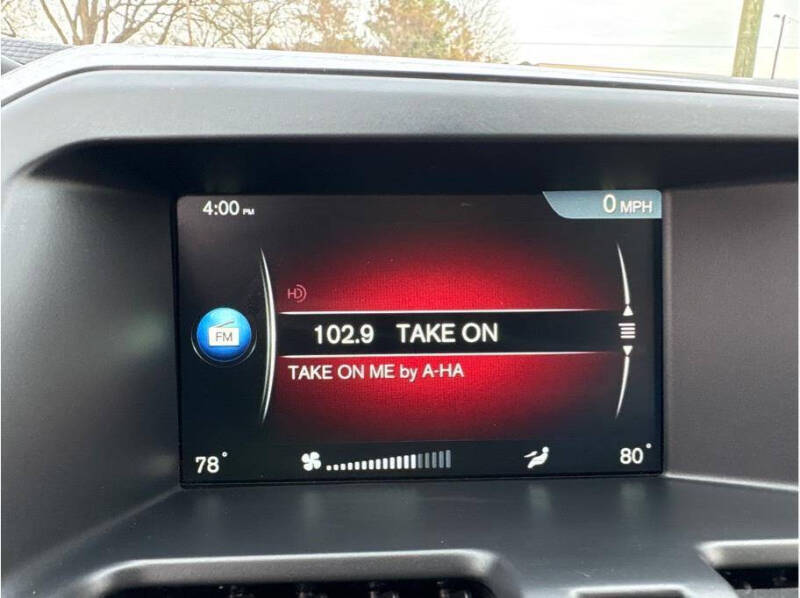 4:00 PM
0 MPH
HD
FM
102.9 TAKE ON
TAKE ON ME by A-HA
78°
80°